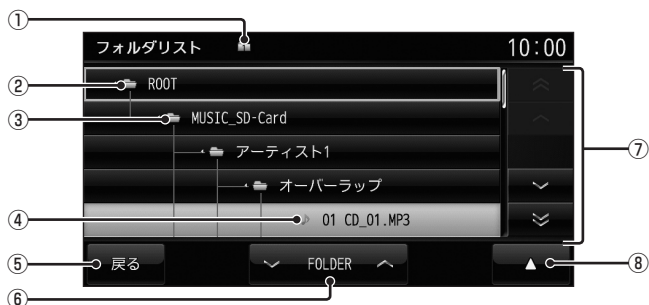 ①
フォルダリスト 10:00
② ROOT
③ MUSIC_SD-Card
アーティスト1
⑦
オーバーラップ
④ 01 CD_01.MP3
⑤ 戻る FOLDER ▲ ⑧
⑥